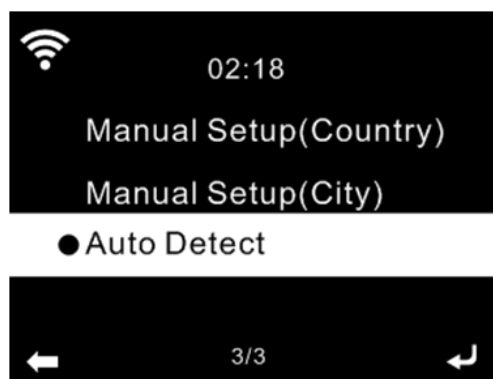 02:18
Manual Setup(Country)
Manual Setup(City)
Auto Detect
3/3